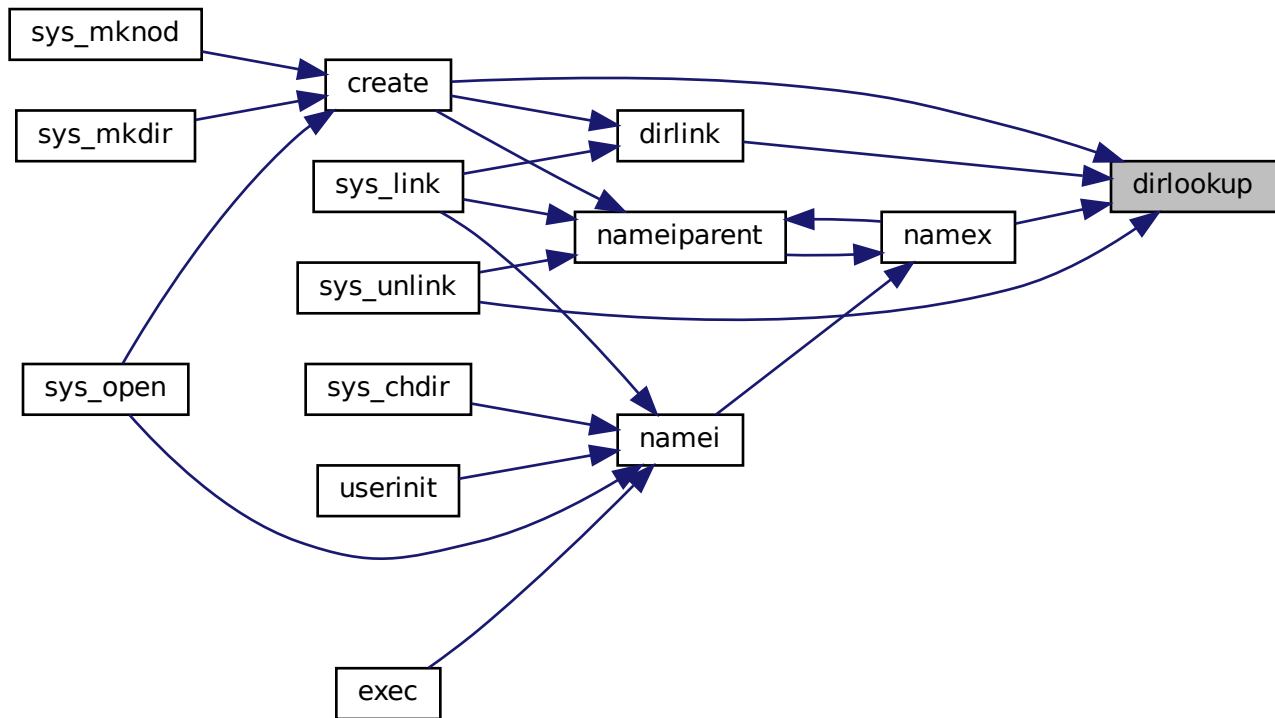 sys_mknod
create
sys_mkdir
dirlink
sys_link
dirlookup
nameiparent
namex
sys_unlink
sys_open
sys_chdir
namei
userinit
exec